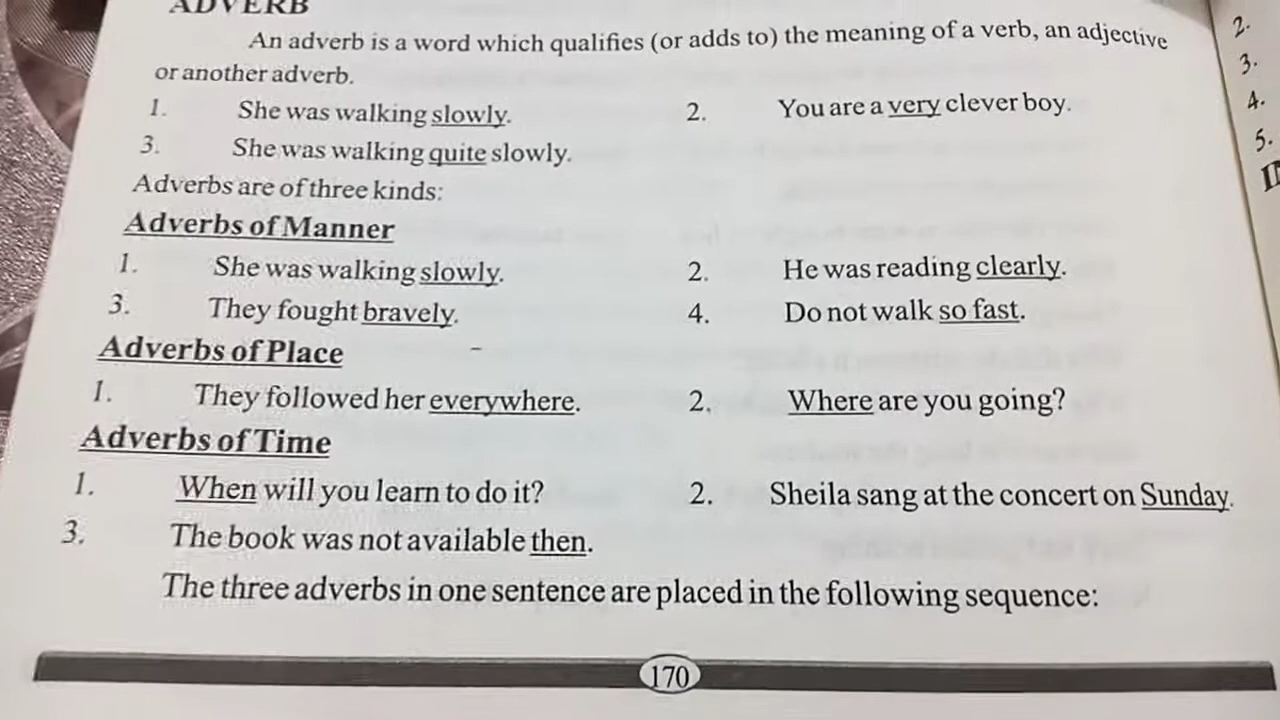 ADVERB
An adverb is a word which qualifies (or adds to) the meaning of a verb, an adjective
or another adverb.
1. She was walking slowly. 2. You are a very clever boy.
3. She was walking quite slowly.
Adverbs are of three kinds:
Adverbs of Manner
1. She was walking slowly. 2. He was reading clearly.
3. They fought bravely. 4. Do not walk so fast.
Adverbs of Place
1. They followed her everywhere. 2. Where are you going?
Adverbs of Time
1. When will you learn to do it? 2. Sheila sang at the concert on Sunday.
3. The book was not available then.
The three adverbs in one sentence are placed in the following sequence:
170
2.
3.
4.
5.